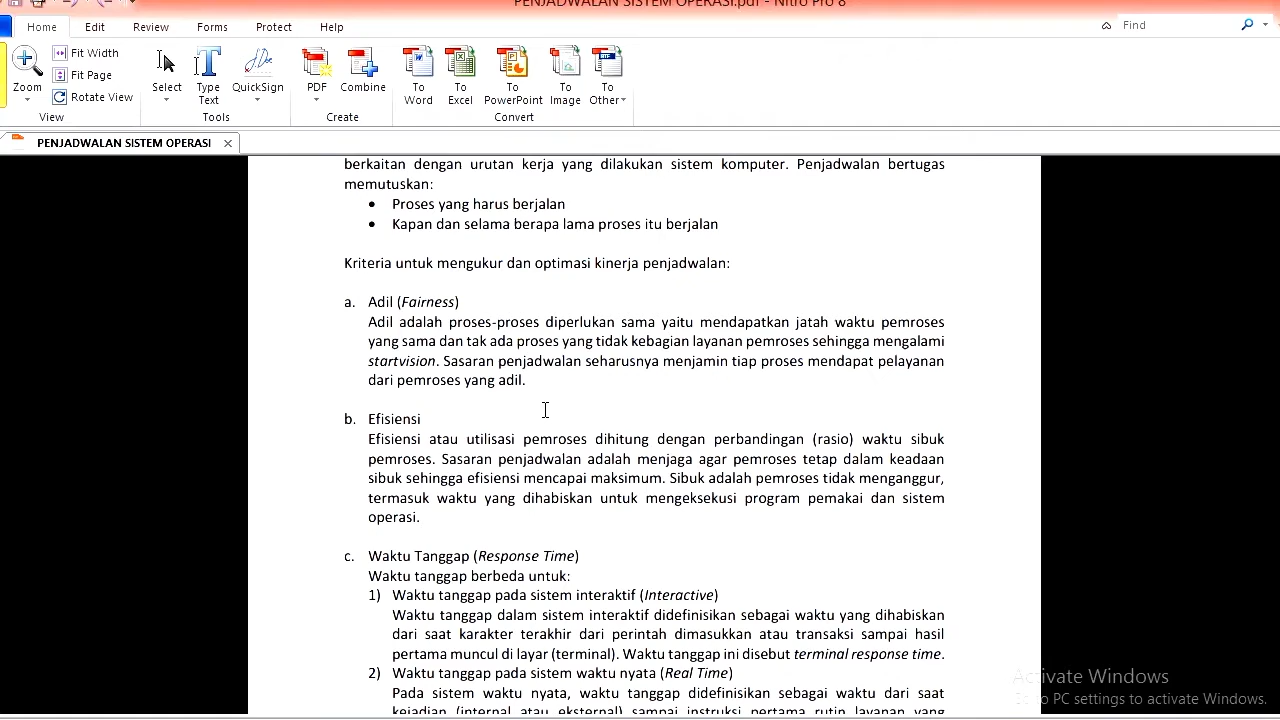 PENJADWALAN SISTEM OPERASI.pdf - Nitro Pro 8
Home Edit Review Forms Protect Help Find
Zoom
Fit Width
Fit Page
Rotate View
View
Select
Type Text
QuickSign
Tools
PDF
Combine
Create
To Word
To Excel
To PowerPoint
To Image
To Other
Convert
PENJADWALAN SISTEM OPERASI
berkaitan dengan urutan kerja yang dilakukan sistem komputer. Penjadwalan bertugas
memutuskan:
• Proses yang harus berjalan
• Kapan dan selama berapa lama proses itu berjalan
Kriteria untuk mengukur dan optimasi kinerja penjadwalan:
a. Adil (Fairness)
Adil adalah proses-proses diperlukan sama yaitu mendapatkan jatah waktu pemroses
yang sama dan tak ada proses yang tidak kebagian layanan pemroses sehingga mengalami
startvision. Sasaran penjadwalan seharusnya menjamin tiap proses mendapat pelayanan
dari pemroses yang adil.
b. Efisiensi
Efisiensi atau utilisasi pemroses dihitung dengan perbandingan (rasio) waktu sibuk
pemroses. Sasaran penjadwalan adalah menjaga agar pemroses tetap dalam keadaan
sibuk sehingga efisiensi mencapai maksimum. Sibuk adalah pemroses tidak menganggur,
termasuk waktu yang dihabiskan untuk mengeksekusi program pemakai dan sistem
operasi.
c. Waktu Tanggap (Response Time)
Waktu tanggap berbeda untuk:
1) Waktu tanggap pada sistem interaktif (Interactive)
Waktu tanggap dalam sistem interaktif didefinisikan sebagai waktu yang dihabiskan
dari saat karakter terakhir dari perintah dimasukkan atau transaksi sampai hasil
pertama muncul di layar (terminal). Waktu tanggap ini disebut terminal response time.
2) Waktu tanggap pada sistem waktu nyata (Real Time)
Pada sistem waktu nyata, waktu tanggap didefinisikan sebagai waktu dari saat
kejadian (internal atau eksternal) sampai instruksi pertama rutin layanan yang
Activate Windows
Go to PC settings to activate Windows.